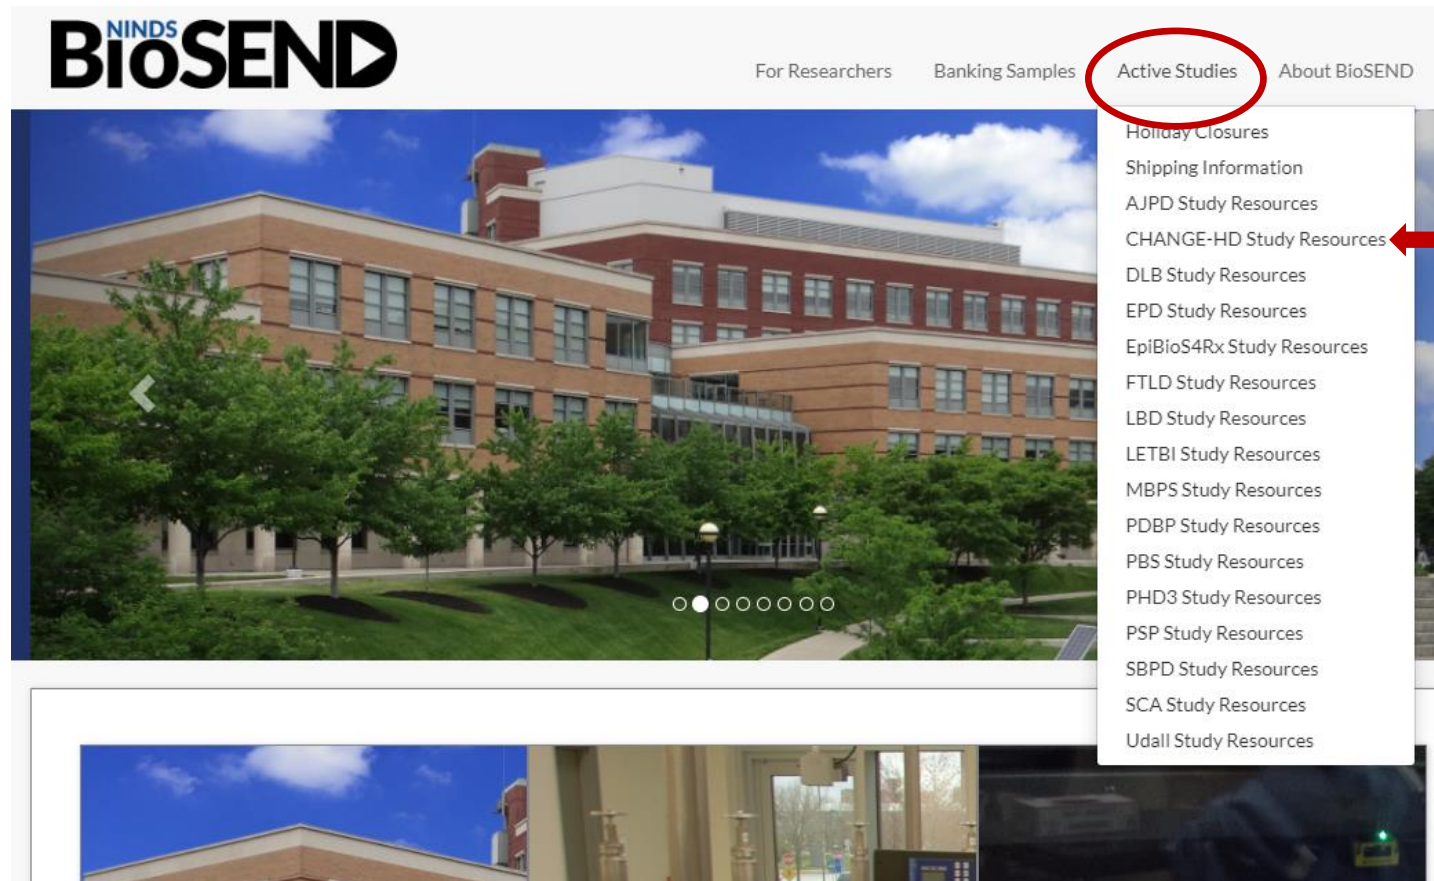 NINDS
BioSEND
For Researchers
Banking Samples
Active Studies
About BioSEND
Holiday Closures
Shipping Information
AJPD Study Resources
CHANGE-HD Study Resources
DLB Study Resources
EPD Study Resources
EpiBioS4Rx Study Resources
FTLD Study Resources
LBD Study Resources
LETBI Study Resources
MBPS Study Resources
PDBP Study Resources
PBS Study Resources
PHD3 Study Resources
PSP Study Resources
SBPD Study Resources
SCA Study Resources
Udall Study Resources